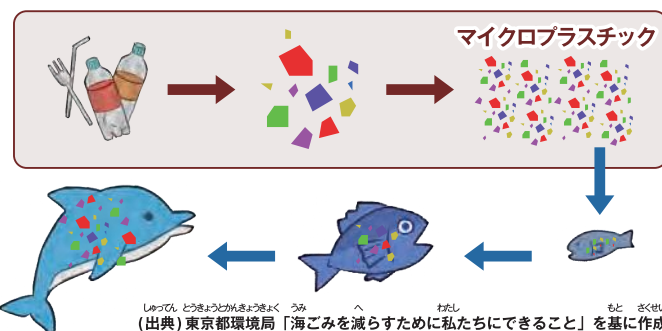 マイクロプラスチック
しゅってん とうきょうとかんきょうきょく うみ へ わたし もと さくせい
(出典) 東京都環境局「海ごみを減らすために私たちにできること」を基に作成